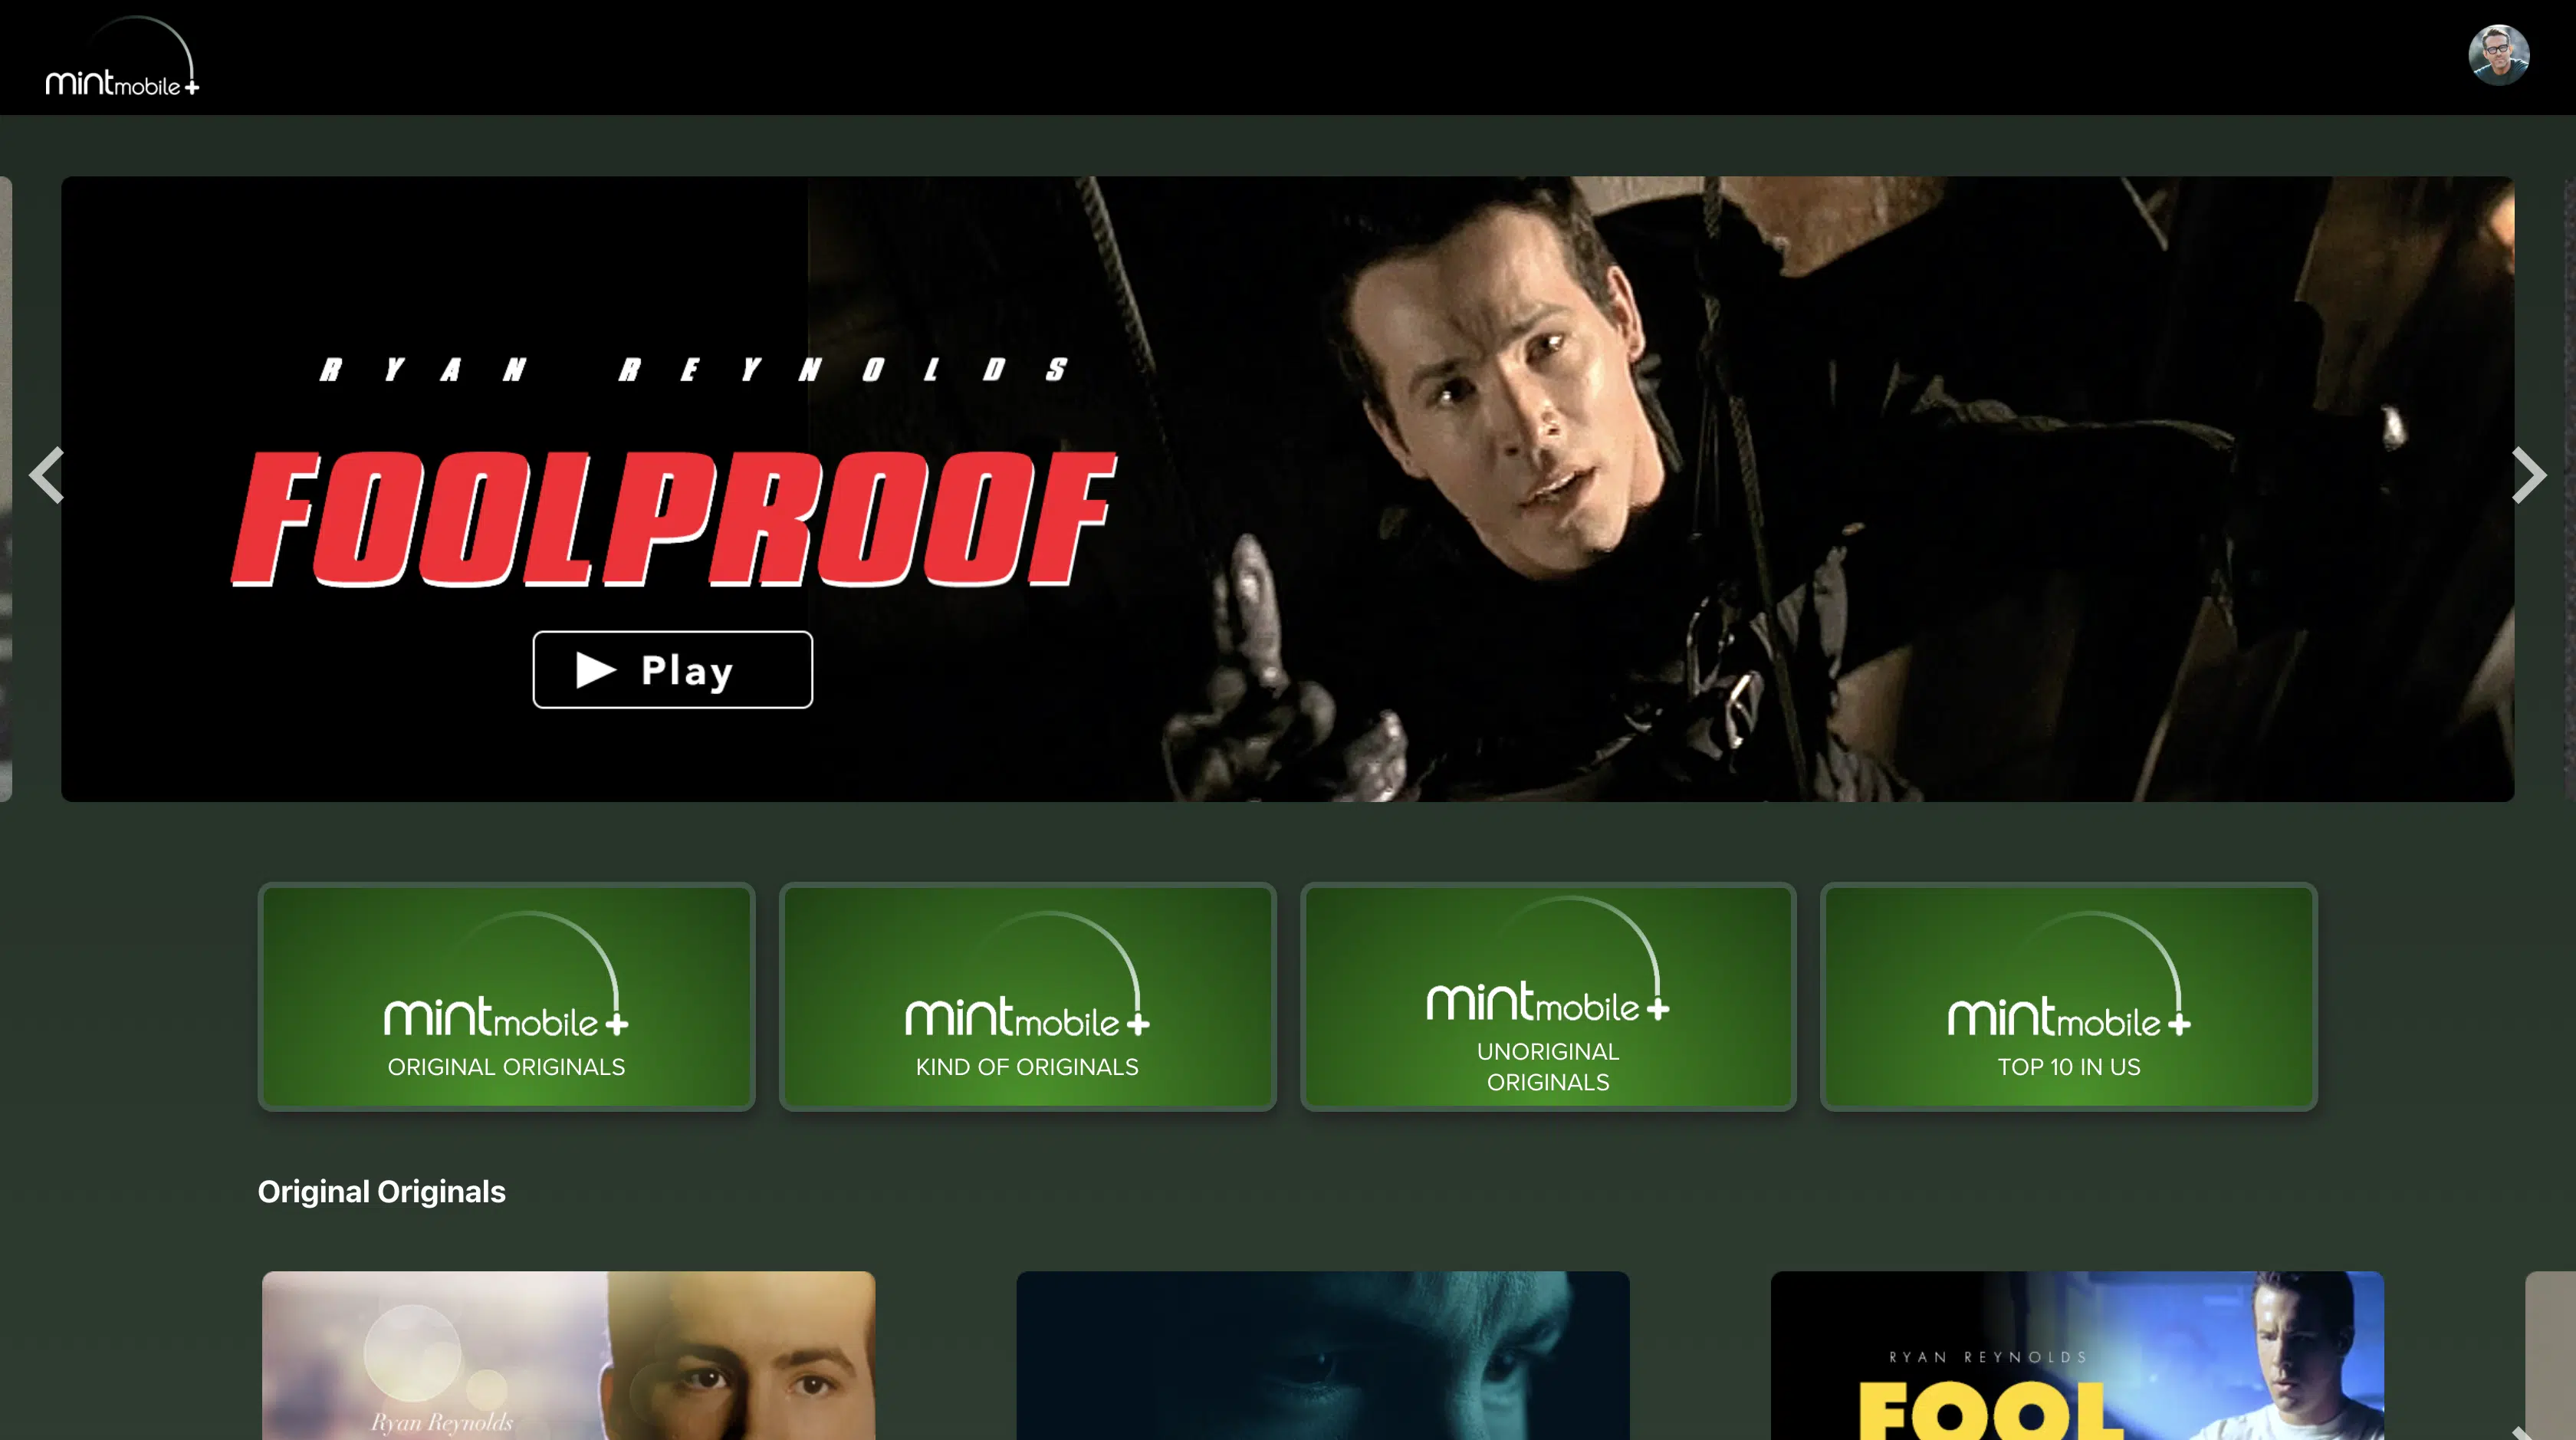 mintmobile+
RYAN REYNOLDS
FOOLPROOF
Play
mintmobile+
ORIGINAL ORIGINALS
mintmobile+
KIND OF ORIGINALS
mintmobile+
UNORIGINAL
ORIGINALS
mintmobile+
TOP 10 IN US
Original Originals
Ryan Reynolds
RYAN REYNOLDS
FOOL